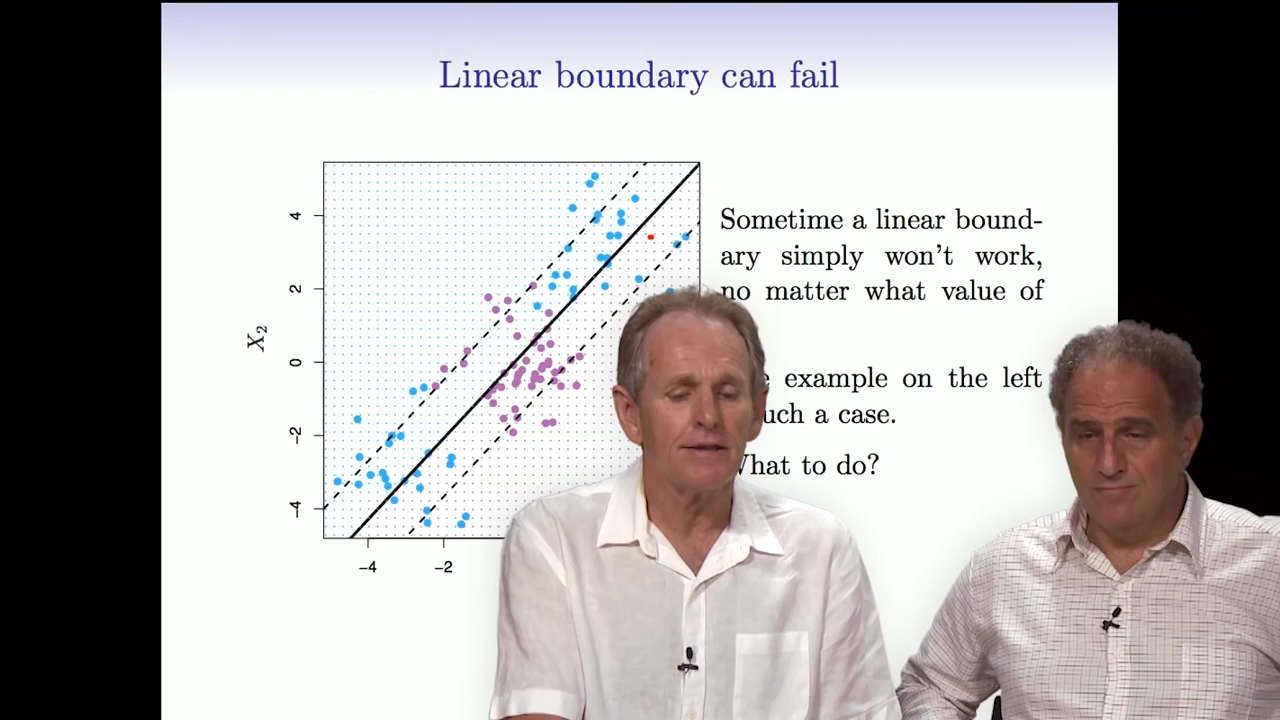 Linear boundary can fail
4
2
0
−2
−4
X2
−4
−2
Sometime a linear bound-
ary simply won't work,
no matter what value of
example on the left
such a case.
What to do?